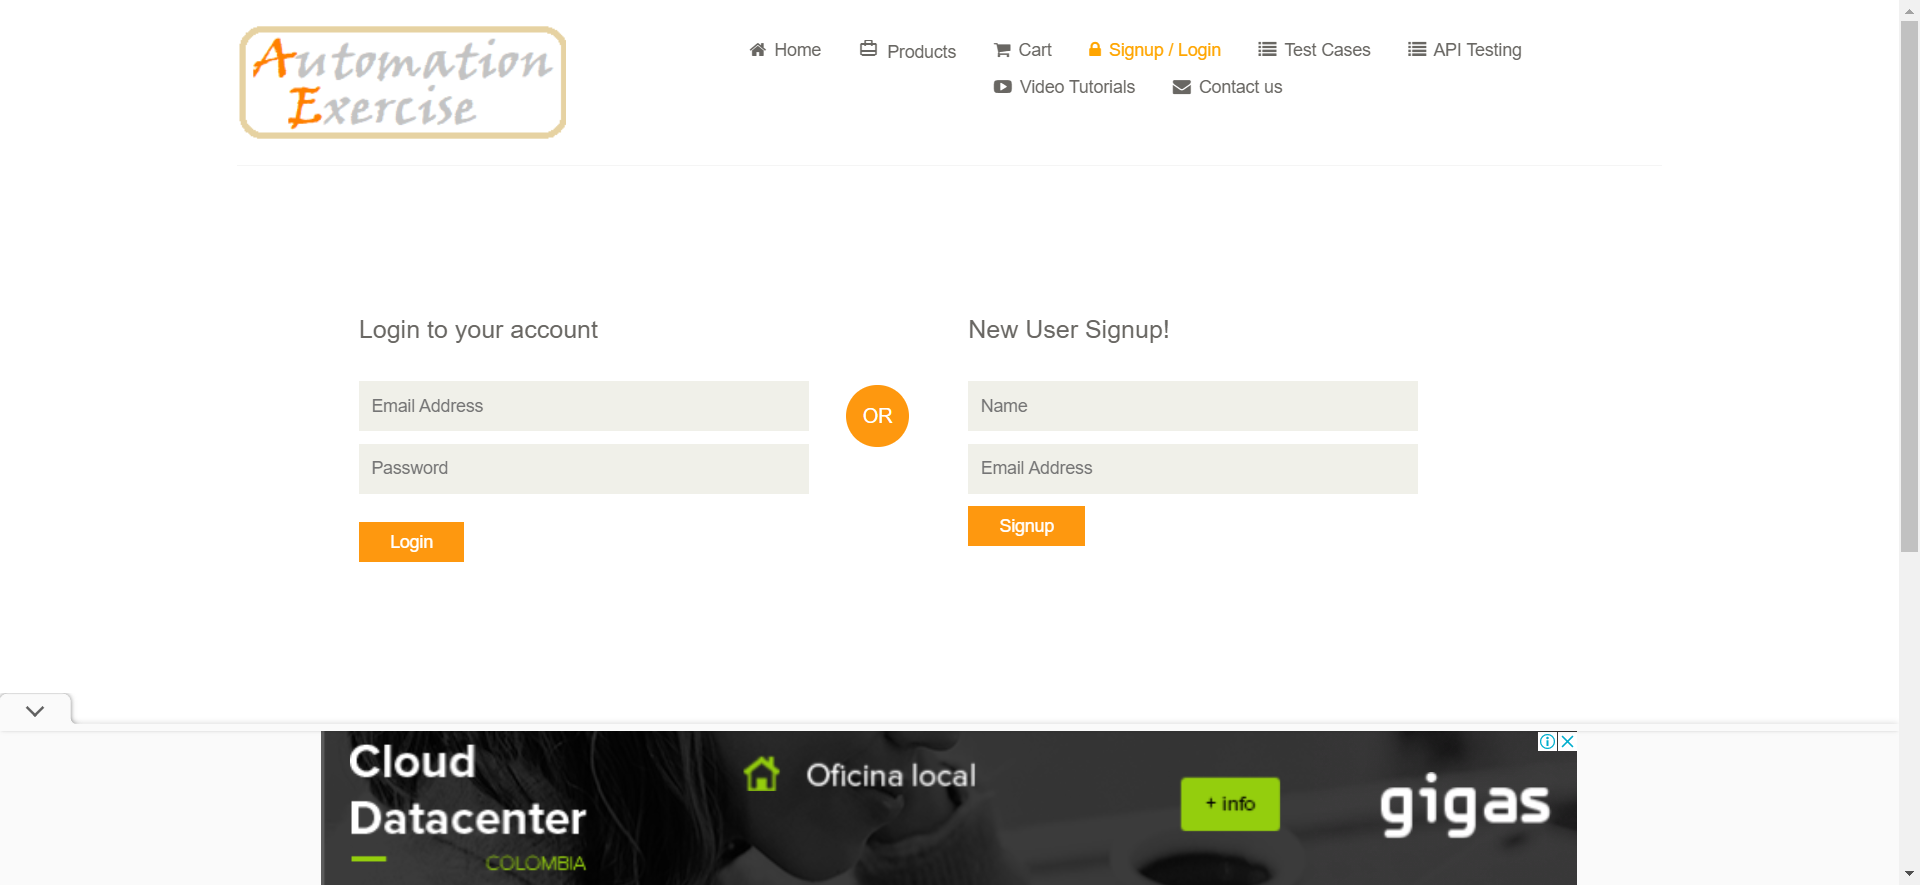 Automation
Exercise
Home
Products
Cart
Signup / Login
Test Cases
API Testing
Video Tutorials
Contact us
Login to your account
Email Address
Password
Login
OR
New User Signup!
Name
Email Address
Signup
Cloud
Datacenter
COLOMBIA
Oficina local
+ info
gigas